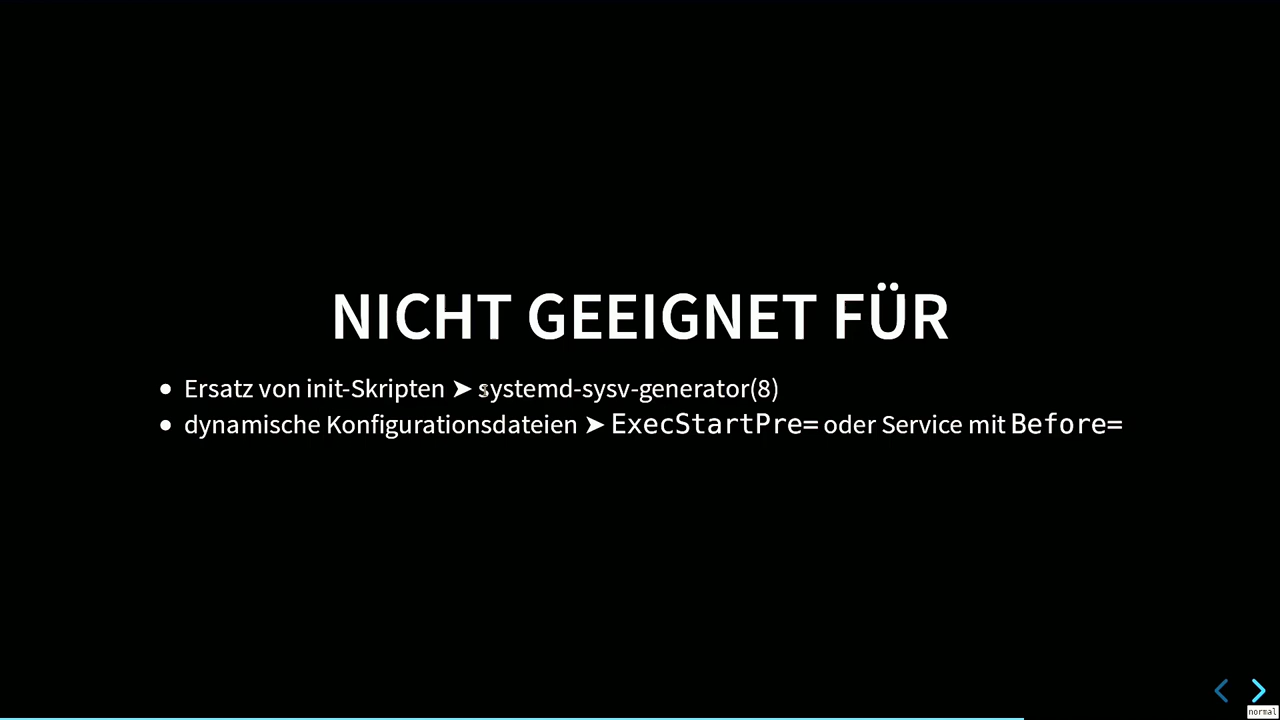 NICHT GEEIGNET FÜR
● Ersatz von init-Skripten ➤ systemd-sysv-generator(8)
● dynamische Konfigurationsdateien ➤ ExecStartPre= oder Service mit Before=
normal